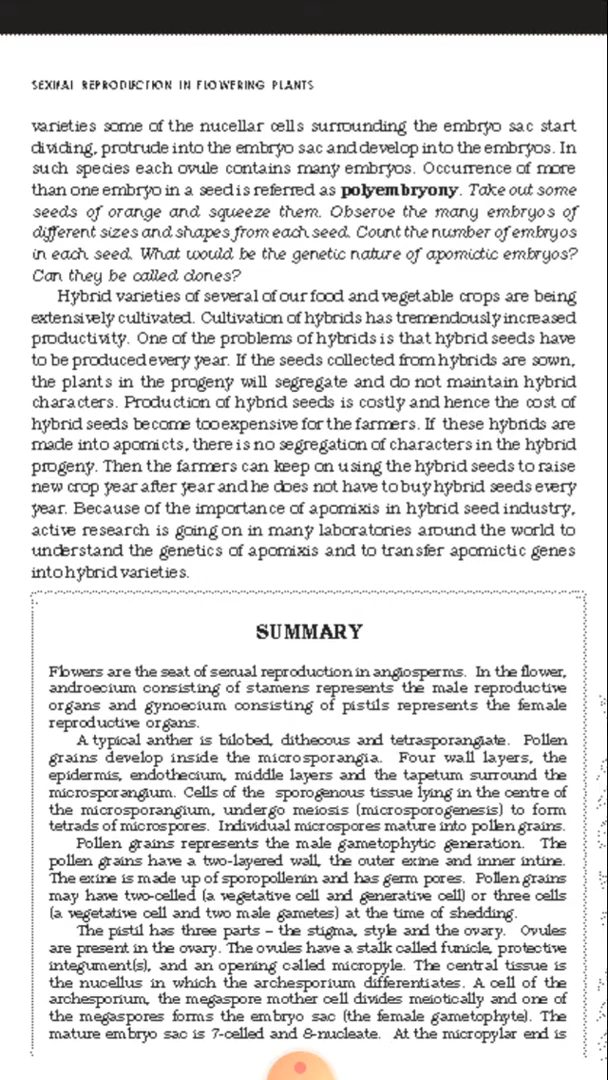 SEXUAL REPRODUCTION IN FLOWERING PLANTS
varieties some of the nucellar cells surrounding the embryo sac start
dividing, protrude into the embryo sac and develop into the embryos. In
such species each ovule contains many embryos. Occurrence of more
than one embryo in a seed is referred as polyembryony. Take out some
seeds of orange and squeeze them. Observe the many embryos of
different sizes and shapes from each seed. Count the number of embryos
in each seed. What would be the genetic nature of apomictic embryos?
Can they be called clones?
Hybrid varieties of several of our food and vegetable crops are being
extensively cultivated. Cultivation of hybrids has tremendously increased
productivity. One of the problems of hybrids is that hybrid seeds have
to be produced every year. If the seeds collected from hybrids are sown,
the plants in the progeny will segregate and do not maintain hybrid
characters. Production of hybrid seeds is costly and hence the cost of
hybrid seeds become too expensive for the farmers. If these hybrids are
made into apomicts, there is no segregation of characters in the hybrid
progeny. Then the farmers can keep on using the hybrid seeds to raise
new crop year after year and he does not have to buy hybrid seeds every
year. Because of the importance of apomixis in hybrid seed industry,
active research is going on in many laboratories around the world to
understand the genetics of apomixis and to transfer apomictic genes
into hybrid varieties.
SUMMARY
Flowers are the seat of sexual reproduction in angiosperms. In the flower,
androecium consisting of stamens represents the male reproductive
organs and gynoecium consisting of pistils represents the female
reproductive organs.
A typical anther is bilobed, dithecous and tetrasporangiate. Pollen
grains develop inside the microsporangia. Four wall layers, the
epidermis, endothecium, middle layers and the tapetum surround the
microsporangium. Cells of the sporogenous tissue lying in the centre of
the microsporangium, undergo meiosis (microsporogenesis) to form
tetrads of microspores. Individual microspores mature into pollen grains.
Pollen grains represents the male gametophytic generation. The
pollen grains have a two-layered wall, the outer exine and inner intine.
The exine is made up of sporopollenin and has germ pores. Pollen grains
may have two-celled (a vegetative cell and generative cell) or three cells
(a vegetative cell and two male gametes) at the time of shedding.
The pistil has three parts – the stigma, style and the ovary. Ovules
are present in the ovary. The ovules have a stalk called funicle, protective
integument(s), and an opening called micropyle. The central tissue is
the nucellus in which the archesporium differentiates. A cell of the
archesporium, the megaspore mother cell divides meiotically and one of
the megaspores forms the embryo sac (the female gametophyte). The
mature embryo sac is 7-celled and 8-nucleate. At the micropylar end is